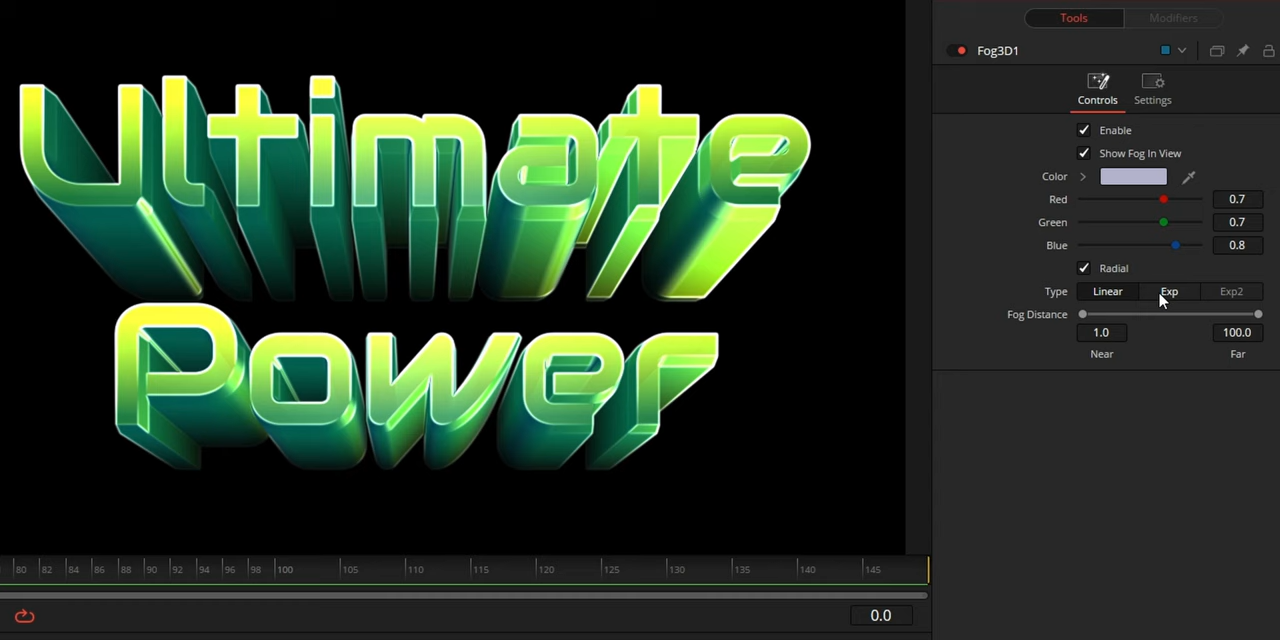 Tools Modifiers
Fog3D1
Controls Settings
Enable
Show Fog In View
Color
Red 0.7
Green 0.7
Blue 0.8
Radial
Type Linear Exp Exp2
Fog Distance
1.0 100.0
Near Far
Ultimate
Power
80 82 84 86 88 90 92 94 96 98 100 105 110 115 120 125 130 135 140 145
0.0